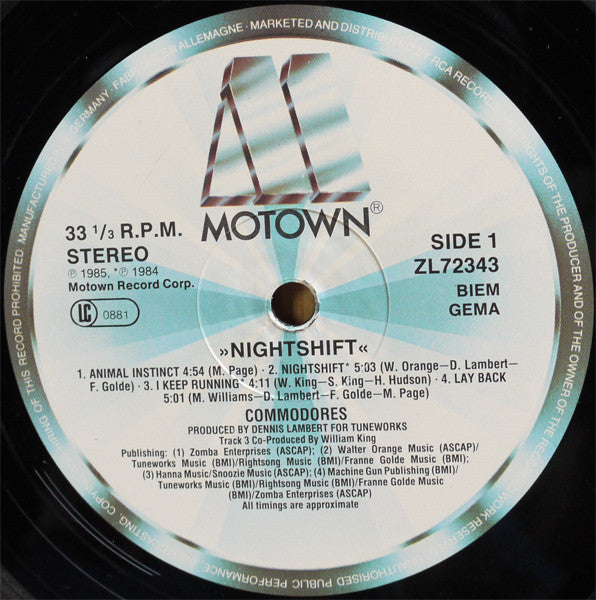 MANUFACTURED IN GERMANY · FABRIQUÉ EN ALLEMAGNE · MARKETED AND DISTRIBUTED BY RCA RECORD
RIGHTS OF THE PRODUCER AND OF THE OWNER OF THE
WORK RESERVED
UNAUTHORISED PUBLIC PERFORMANCE, BROADCASTING, COPYING OF THIS RECORD PROHIBITED
MOTOWN®
33 1/3 R.P.M.
STEREO
℗ 1985, *℗ 1984
Motown Record Corp.
LC 0881
SIDE 1
ZL72343
BIEM
GEMA
»NIGHTSHIFT«
1. ANIMAL INSTINCT 4:54 (M. Page) · 2. NIGHTSHIFT* 5:03 (W. Orange–D. Lambert–
F. Golde) · 3. I KEEP RUNNING* 4:11 (W. King–S. King–H. Hudson) · 4. LAY BACK
5:01 (M. Williams–D. Lambert–F. Golde–M. Page)
COMMODORES
PRODUCED BY DENNIS LAMBERT FOR TUNEWORKS
Track 3 Co-Produced By William King
Publishing: (1) Zomba Enterprises (ASCAP); (2) Walter Orange Music (ASCAP)/
Tuneworks Music (BMI)/Rightsong Music (BMI)/Franne Golde Music (BMI);
(3) Hanna Music/Snoozie Music (ASCAP); (4) Machine Gun Publishing (BMI)/
Tuneworks Music (BMI)/Rightsong Music (BMI)/Franne Golde Music
(BMI)/Zomba Enterprises (ASCAP)
All timings are approximate